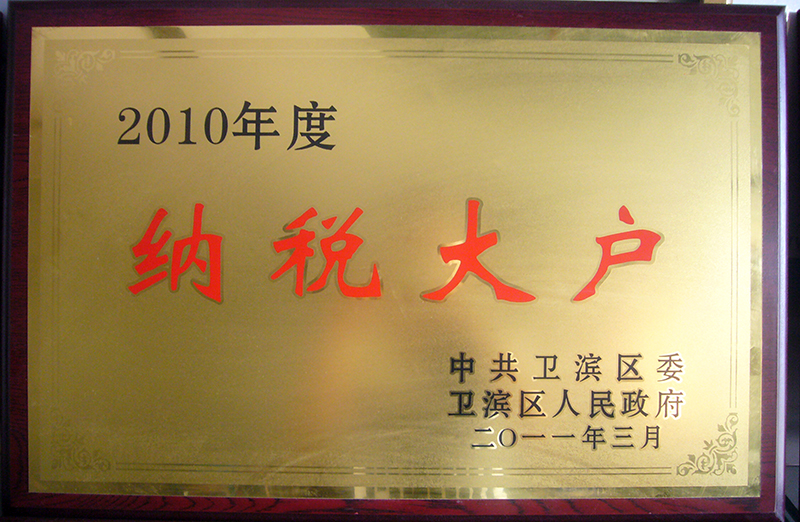 2010年度
纳税大户
中共卫滨区委
卫滨区人民政府
二〇一一年三月